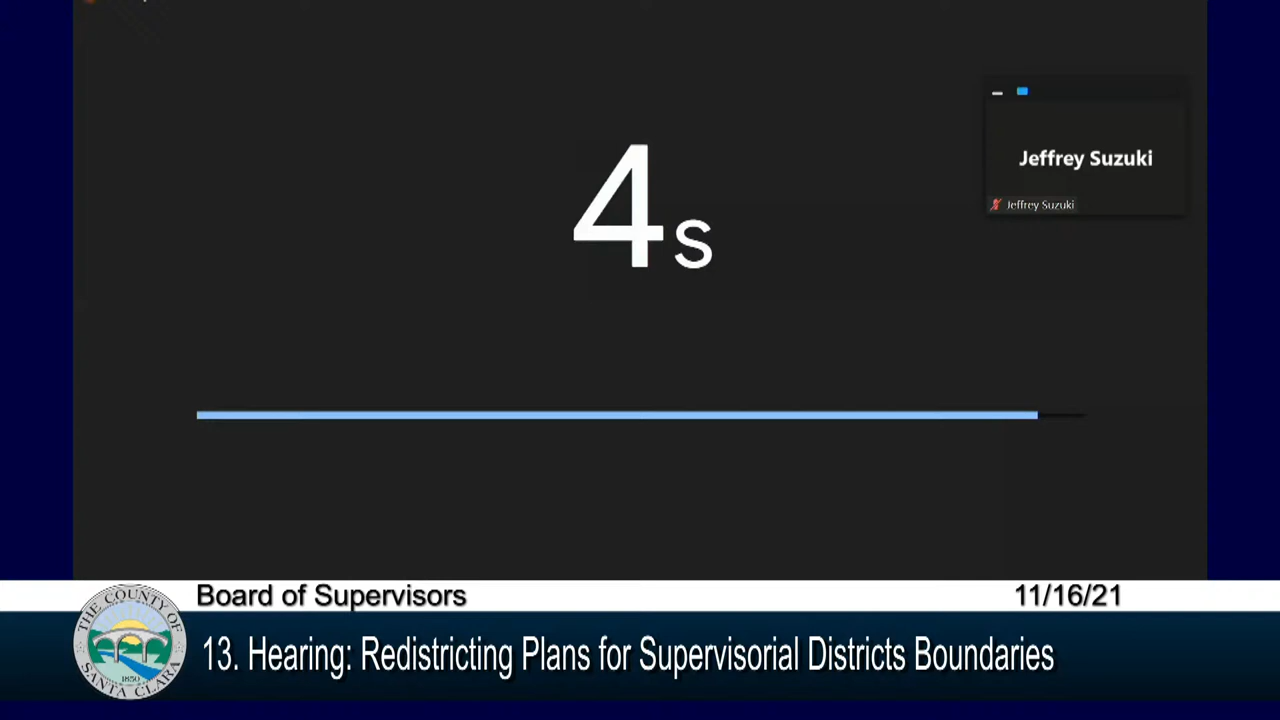 4s
Jeffrey Suzuki
Jeffrey Suzuki
Board of Supervisors
11/16/21
THE COUNTY OF
SANTA CLARA
1850
13. Hearing: Redistricting Plans for Supervisorial Districts Boundaries